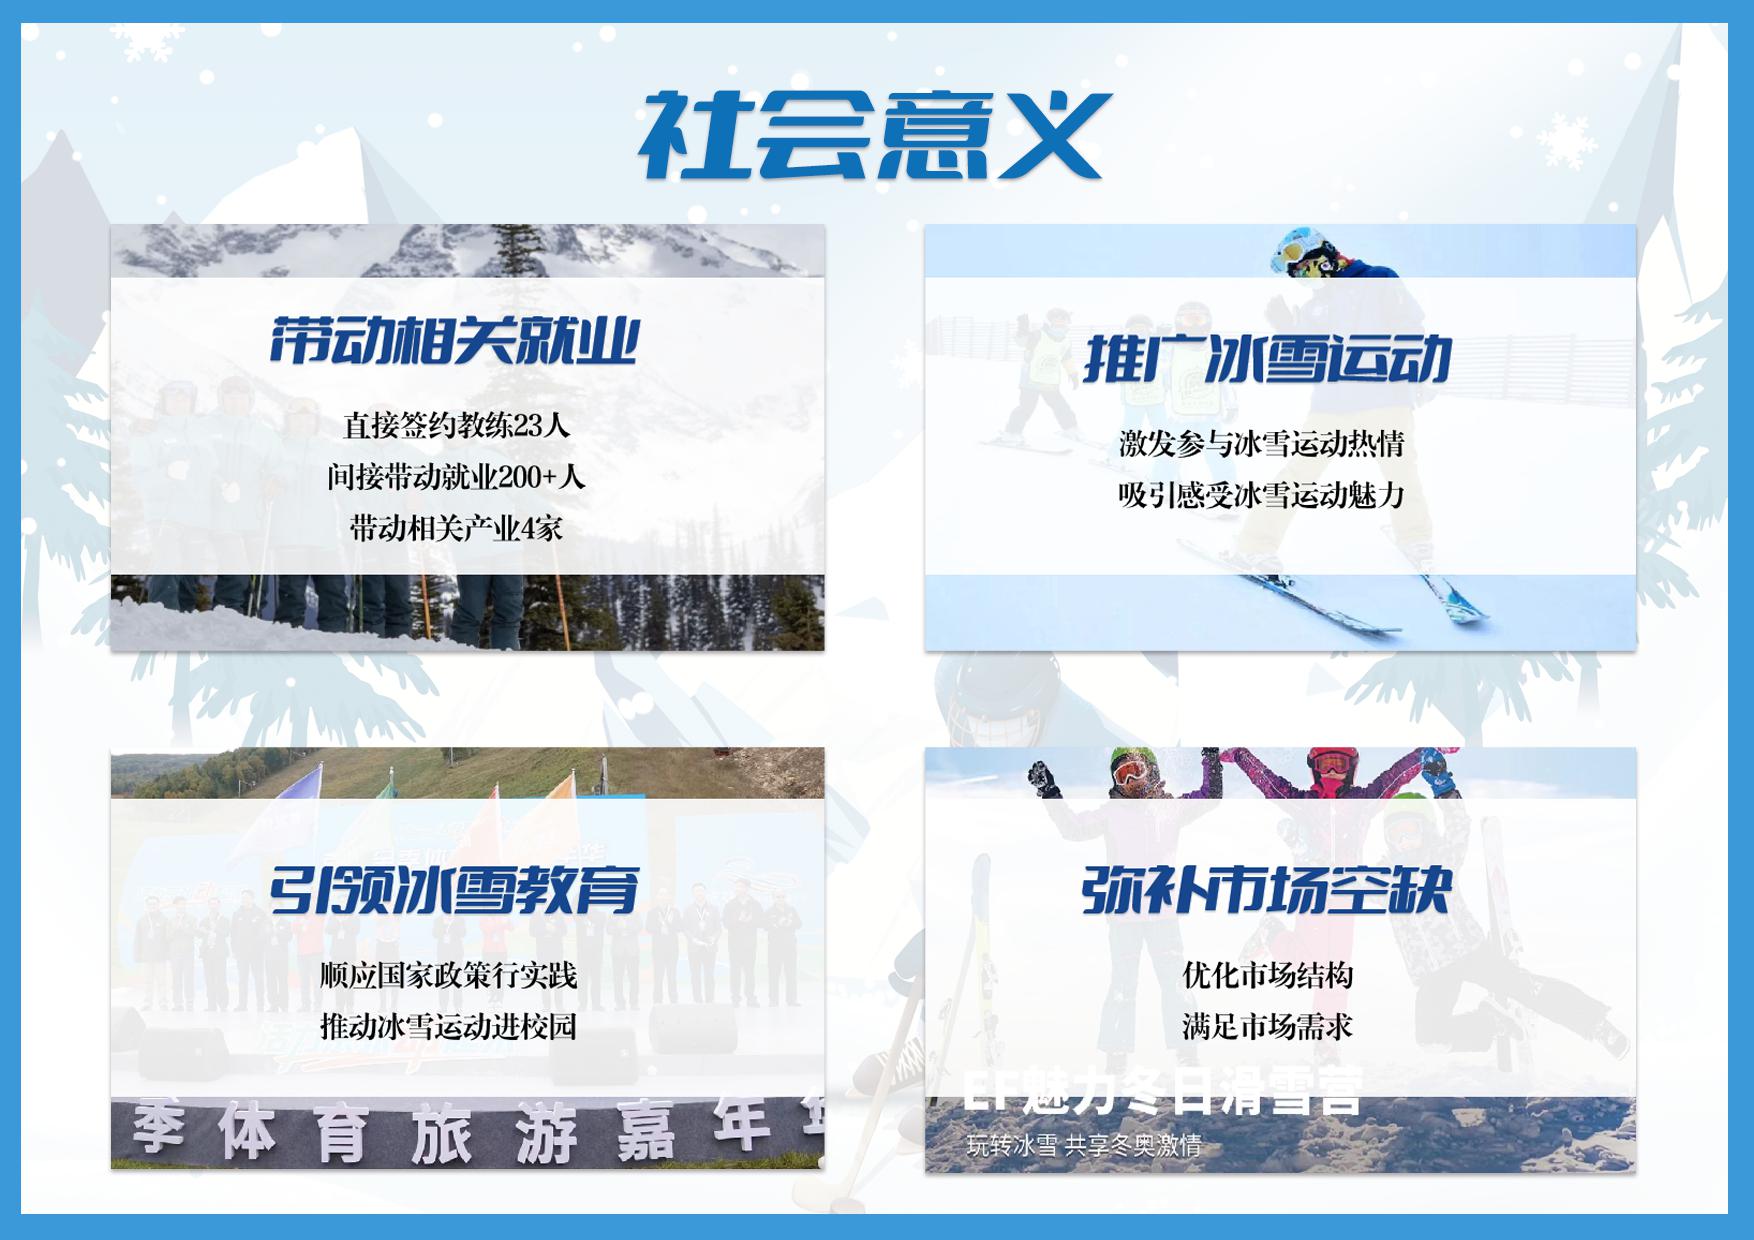 社会意义
带动相关就业
直接签约教练23人
间接带动就业200+人
带动相关产业4家
推广冰雪运动
激发参与冰雪运动热情
吸引感受冰雪运动魅力
引领冰雪教育
顺应国家政策行实践
推动冰雪运动进校园
季体育旅游嘉年华
弥补市场空缺
优化市场结构
满足市场需求
EF魅力冬日滑雪营
玩转冰雪 共享冬奥激情